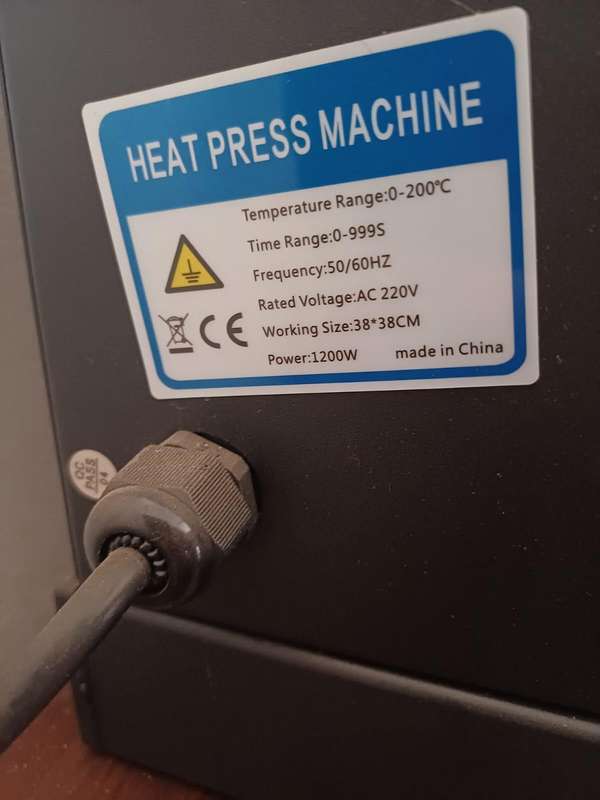 HEAT PRESS MACHINE
Temperature Range:0-200℃
Time Range:0-999S
Frequency:50/60HZ
Rated Voltage:AC 220V
Working Size:38*38CM
Power:1200W made in China
CE
QC
PASS
04